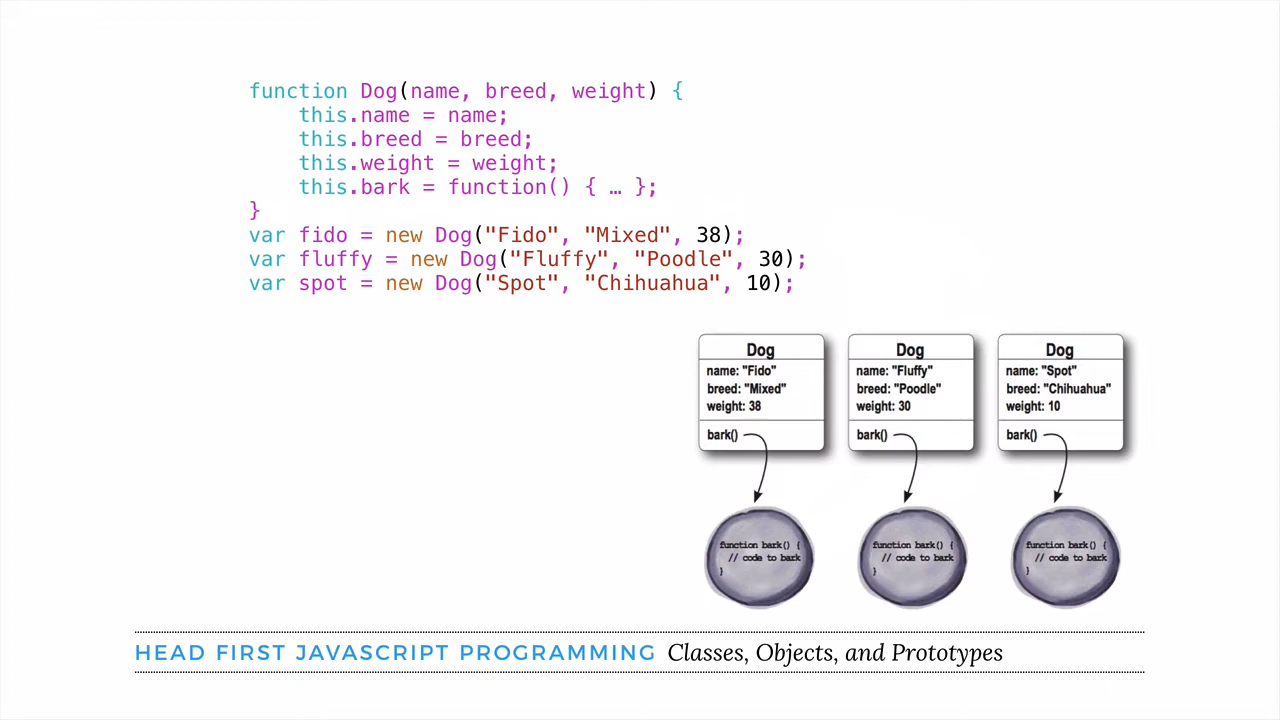 function Dog(name, breed, weight) {
    this.name = name;
    this.breed = breed;
    this.weight = weight;
    this.bark = function() { … };
}
var fido = new Dog("Fido", "Mixed", 38);
var fluffy = new Dog("Fluffy", "Poodle", 30);
var spot = new Dog("Spot", "Chihuahua", 10);
Dog
name: "Fido"
breed: "Mixed"
weight: 38
bark()
function bark() {
  // code to bark
}
Dog
name: "Fluffy"
breed: "Poodle"
weight: 30
bark()
function bark() {
  // code to bark
}
Dog
name: "Spot"
breed: "Chihuahua"
weight: 10
bark()
function bark() {
  // code to bark
}
HEAD FIRST JAVASCRIPT PROGRAMMING Classes, Objects, and Prototypes